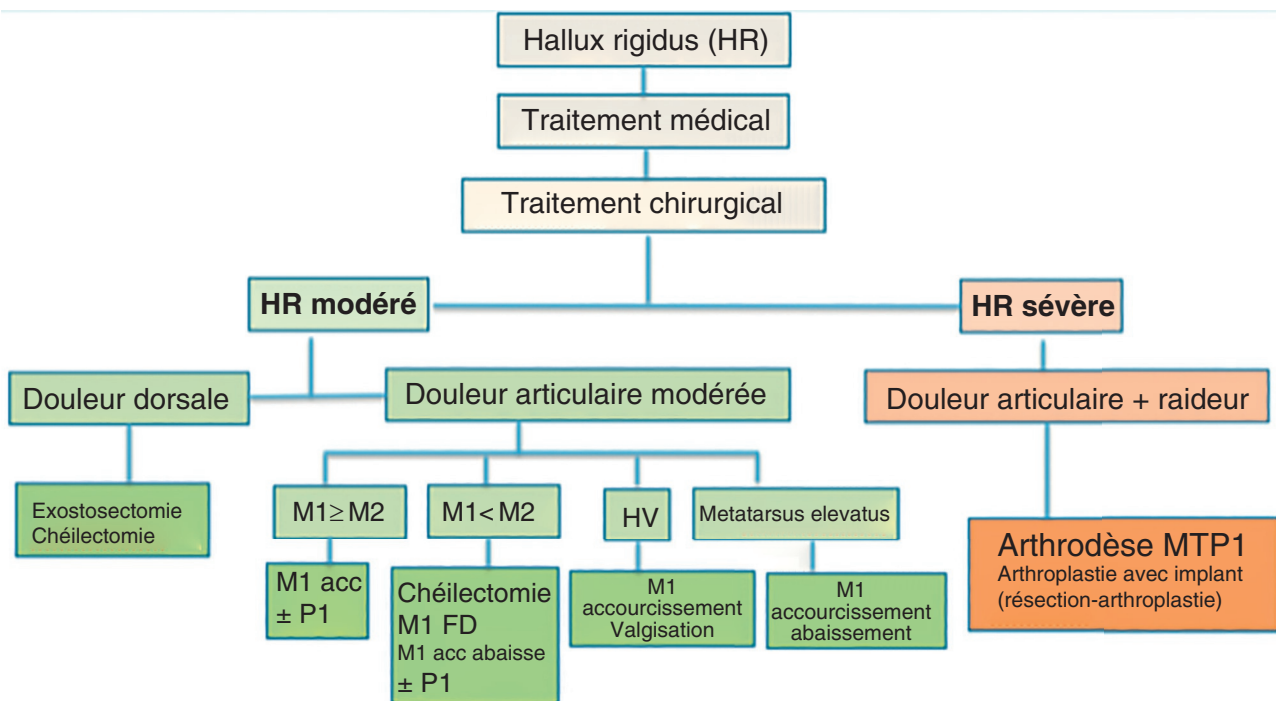 Hallux rigidus (HR)
Traitement médical
Traitement chirurgical
HR modéré
HR sévère
Douleur dorsale
Douleur articulaire modérée
Douleur articulaire + raideur
Exostosectomie
Chéilectomie
M1≥M2
M1<M2
HV
Metatarsus elevatus
M1 acc
± P1
Chéilectomie
M1 FD
M1 acc abaisse
± P1
M1
accourcissement
Valgisation
M1
accourcissement
abaissement
Arthrodèse MTP1
Arthroplastie avec implant
(résection-arthroplastie)